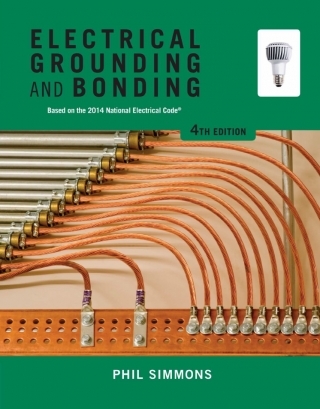 ELECTRICAL
GROUNDING
AND BONDING
Based on the 2014 National Electrical Code®
4TH EDITION
PHIL SIMMONS